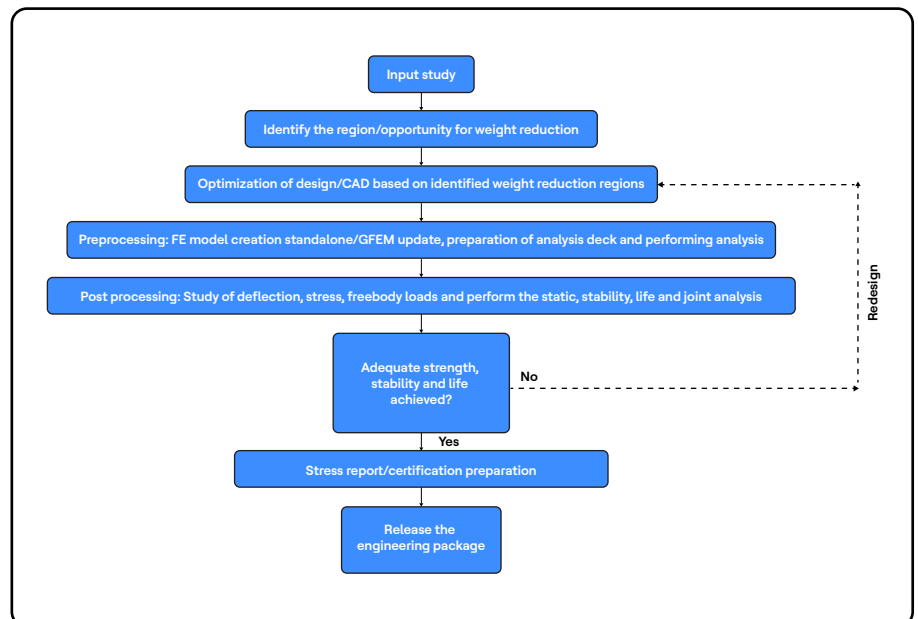 Input study
Identify the region/opportunity for weight reduction
Optimization of design/CAD based on identified weight reduction regions
Preprocessing: FE model creation standalone/GFEM update, preparation of analysis deck and performing analysis
Post processing: Study of deflection, stress, freebody loads and perform the static, stability, life and joint analysis
Redesign
Adequate strength,
stability and life
achieved?
No
Yes
Stress report/certification preparation
Release the
engineering package